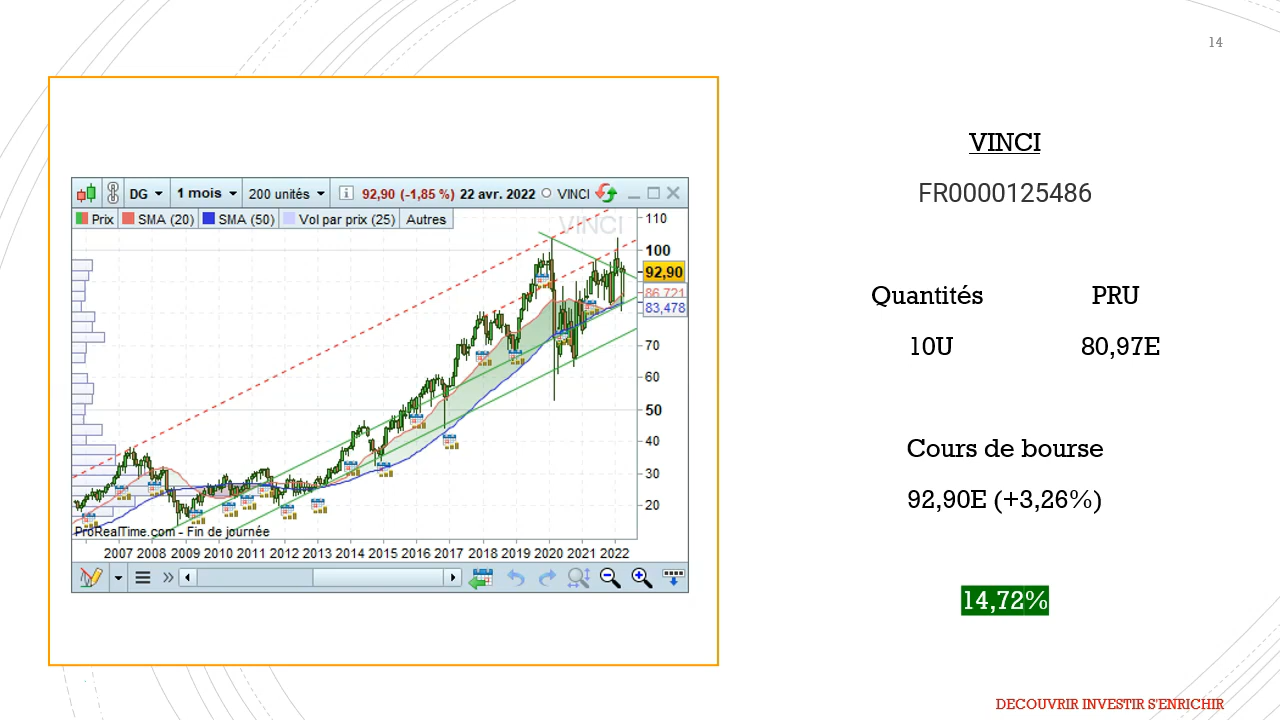 14
DG 1 mois 200 unités 92,90 (-1,85 %) 22 avr. 2022 VINCI
Prix SMA (20) SMA (50) Vol par prix (25) Autres
VINCI
110
100
92,90
86,721
83,478
70
60
50
40
30
20
ProRealTime.com - Fin de journée
2007 2008 2009 2010 2011 2012 2013 2014 2015 2016 2017 2018 2019 2020 2021 2022
VINCI
FR0000125486
Quantités PRU
10U 80,97E
Cours de bourse
92,90E (+3,26%)
14,72%
DECOUVRIR INVESTIR S'ENRICHIR